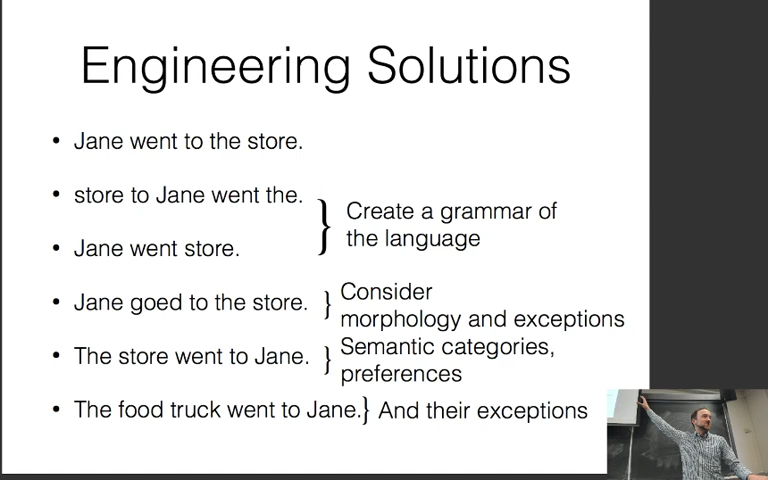 Engineering Solutions
• Jane went to the store.
• store to Jane went the.
• Jane went store.
} Create a grammar of
the language
• Jane goed to the store. } Consider
morphology and exceptions
• The store went to Jane. } Semantic categories,
preferences
• The food truck went to Jane.} And their exceptions